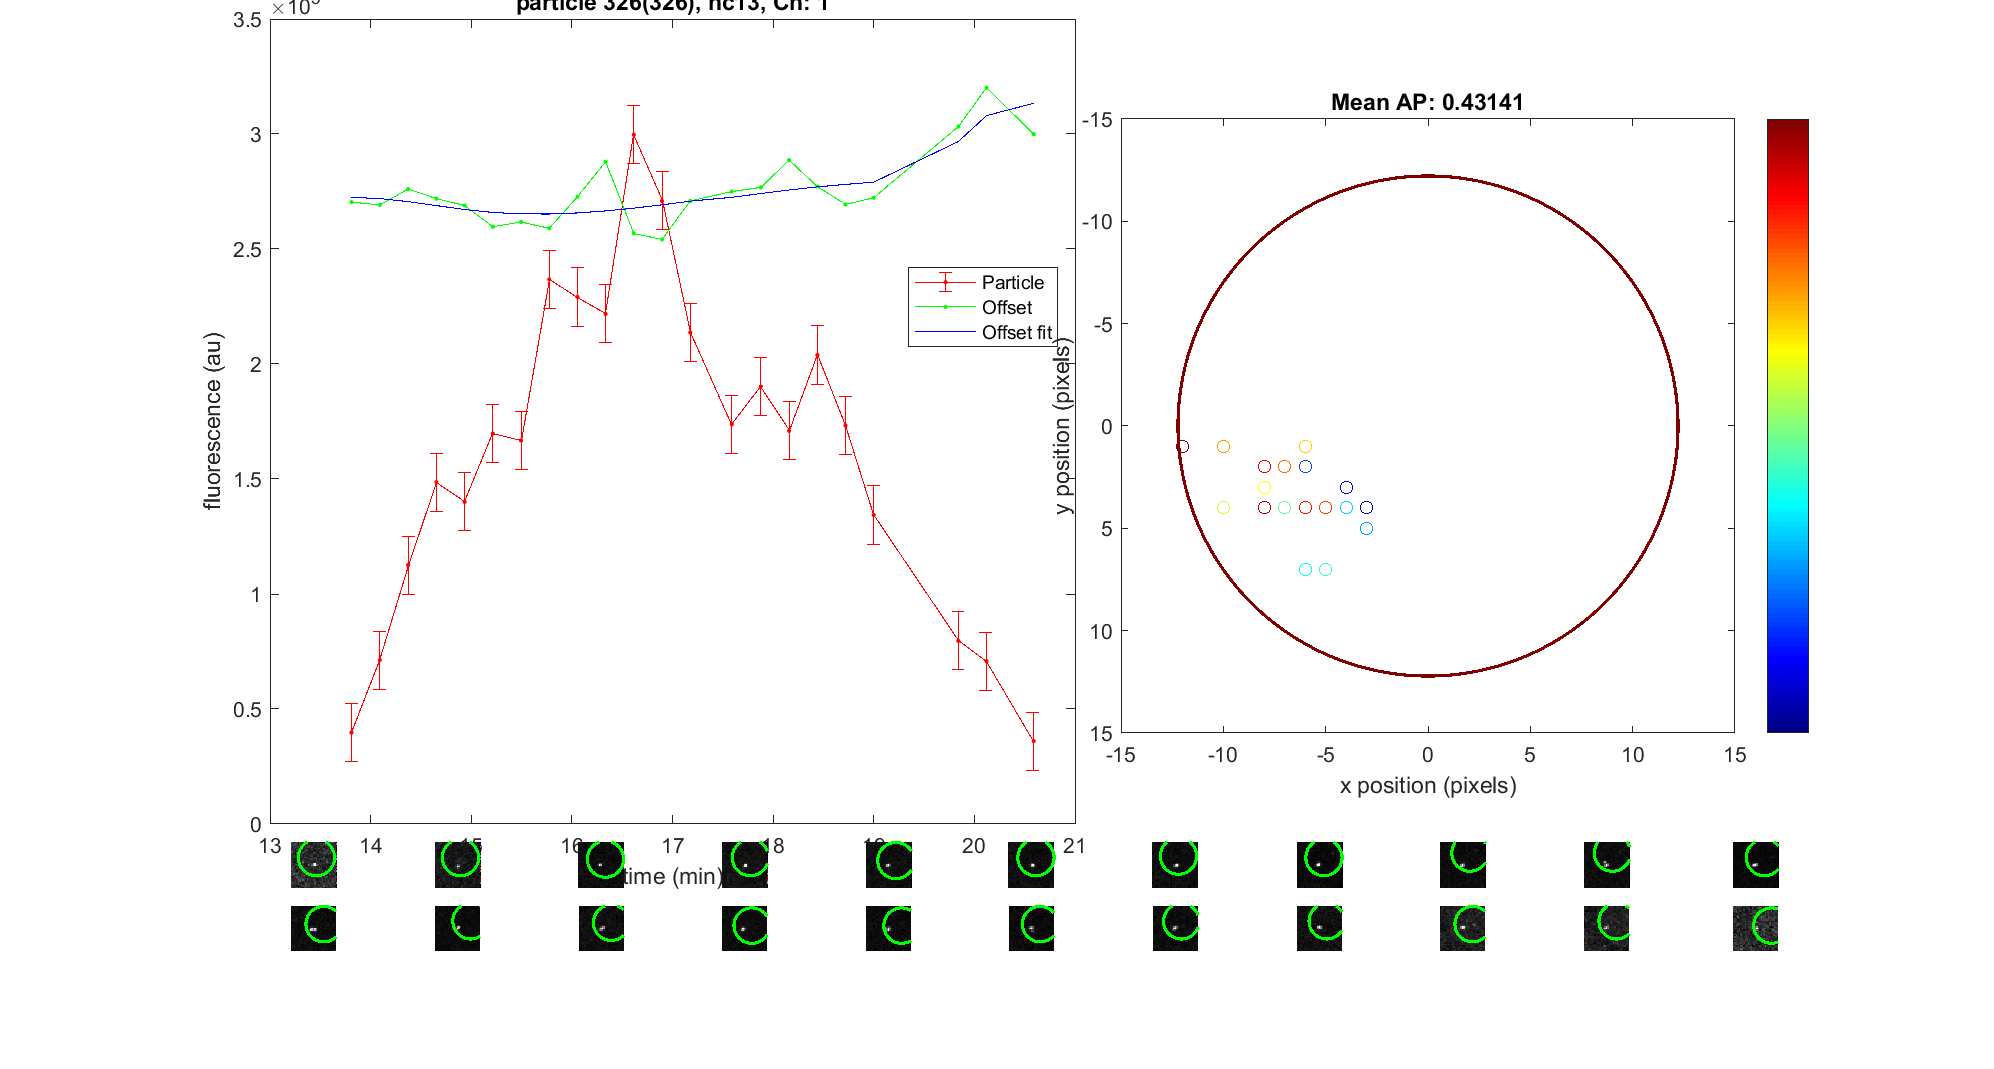 particle 326(326), nc13, Ch: 1
3.5
3
2.5
2
1.5
1
0.5
0
fluorescence (au)
13 14 15 16 17 18 19 20 21
time (min)
Particle
Offset
Offset fit
Mean AP: 0.43141
-15
-10
-5
0
5
10
15
y position (pixels)
-15 -10 -5 0 5 10 15
x position (pixels)